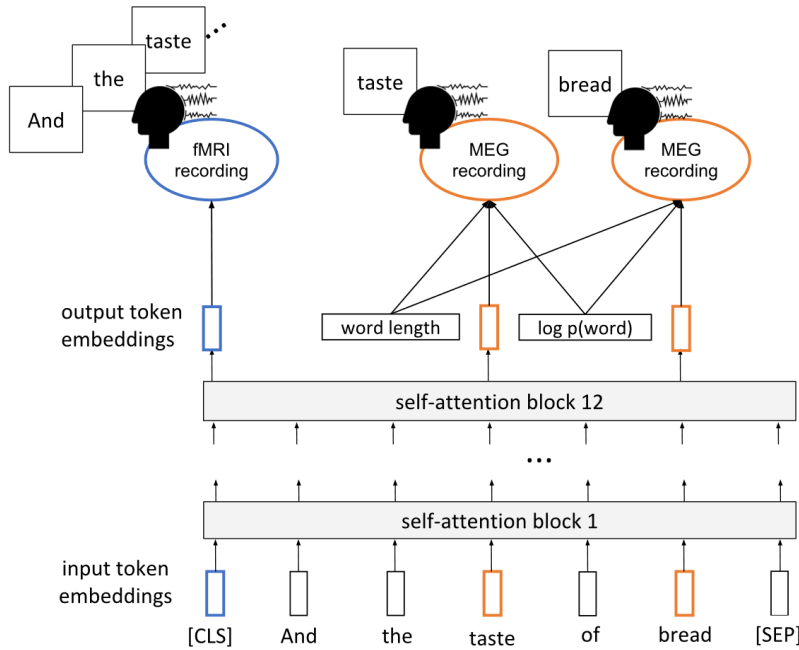 taste
the
And
fMRI
recording
taste
MEG
recording
bread
MEG
recording
output token
embeddings
word length
log p(word)
self-attention block 12
...
self-attention block 1
input token
embeddings
[CLS] And the taste of bread [SEP]